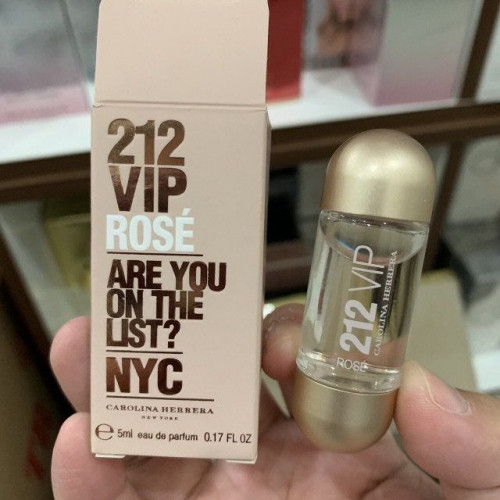 212
VIP
ROSÉ
ARE YOU
ON THE
LIST?
NYC
CAROLINA HERRERA
NEW YORK
℮ 5ml eau de parfum 0.17 FL OZ
212 VIP
ROSÉ
CAROLINA HERRERA